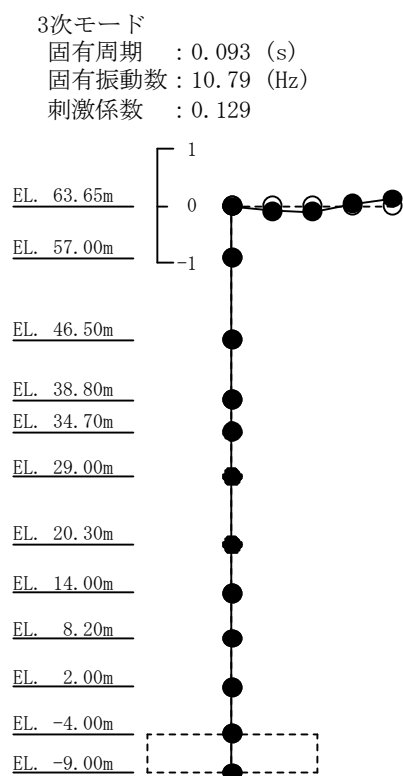 3次モード
固有周期　：0.093 (s)
固有振動数：10.79 (Hz)
刺激係数　：0.129
1
EL. 63.65m
0
EL. 57.00m
-1
EL. 46.50m
EL. 38.80m
EL. 34.70m
EL. 29.00m
EL. 20.30m
EL. 14.00m
EL. 8.20m
EL. 2.00m
EL. -4.00m
EL. -9.00m